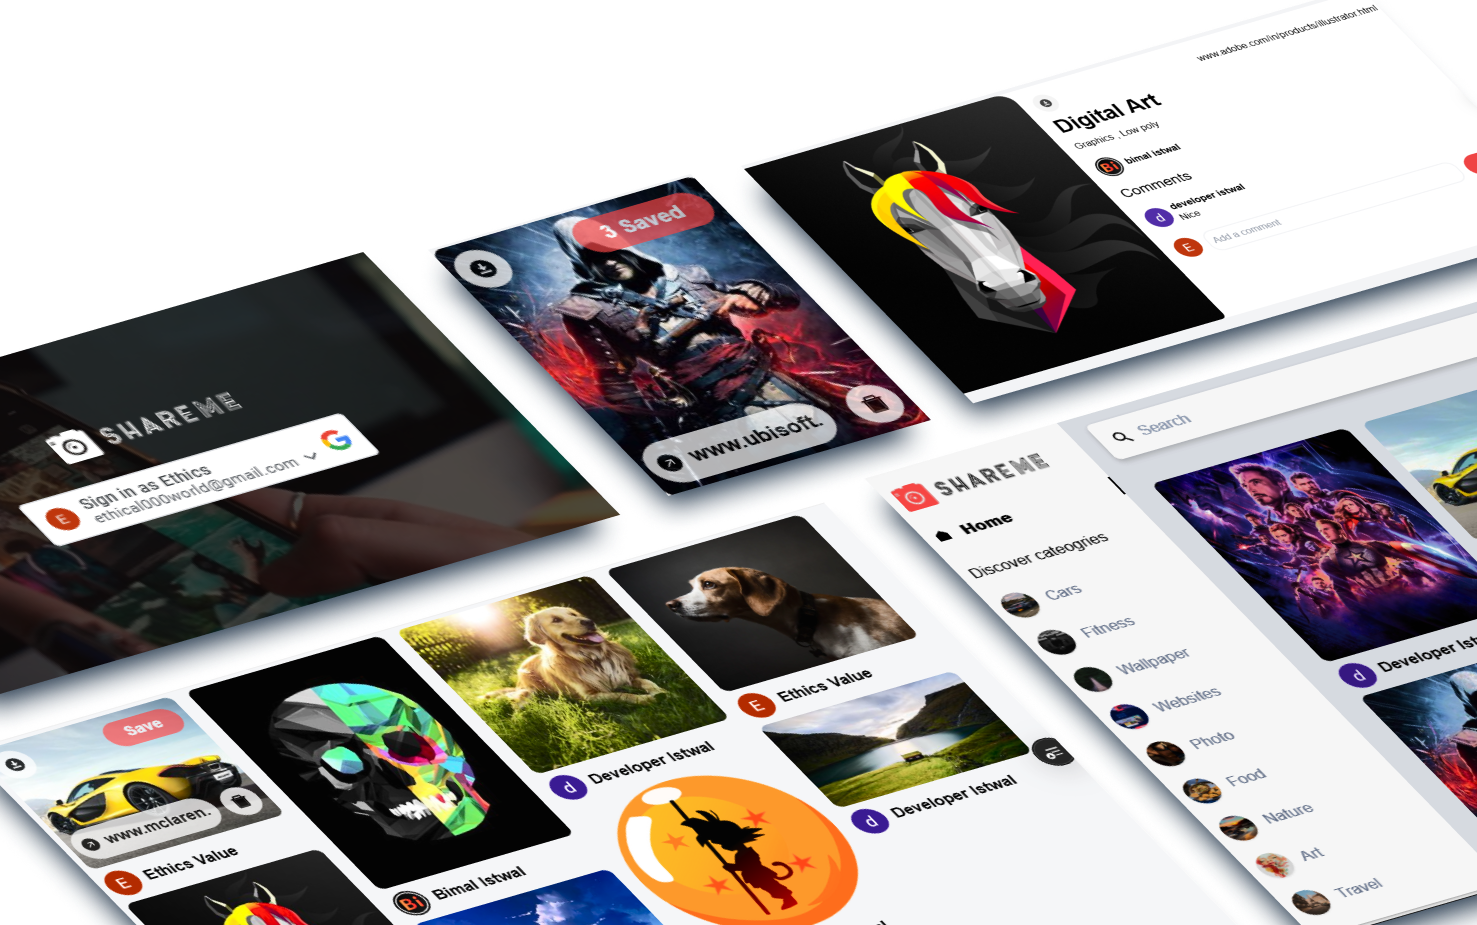 www.adobe.com/in/products/illustrator.html
Digital Art
Graphics , Low poly
Bi bimal istwal
Comments
d developer istwal
Nice
E Add a comment
3 Saved
www.ubisoft.
SHAREME
Sign in as Ethics
E ethical000world@gmail.com
SHAREME
Home
Discover cateogries
Cars
Fitness
Wallpaper
Websites
Photo
Food
Nature
Art
Travel
Search
d Developer Istwa
Save
www.mclaren.
E Ethics Value
Bi Bimal Istwal
d Developer Istwal
E Ethics Value
d Developer Istwal